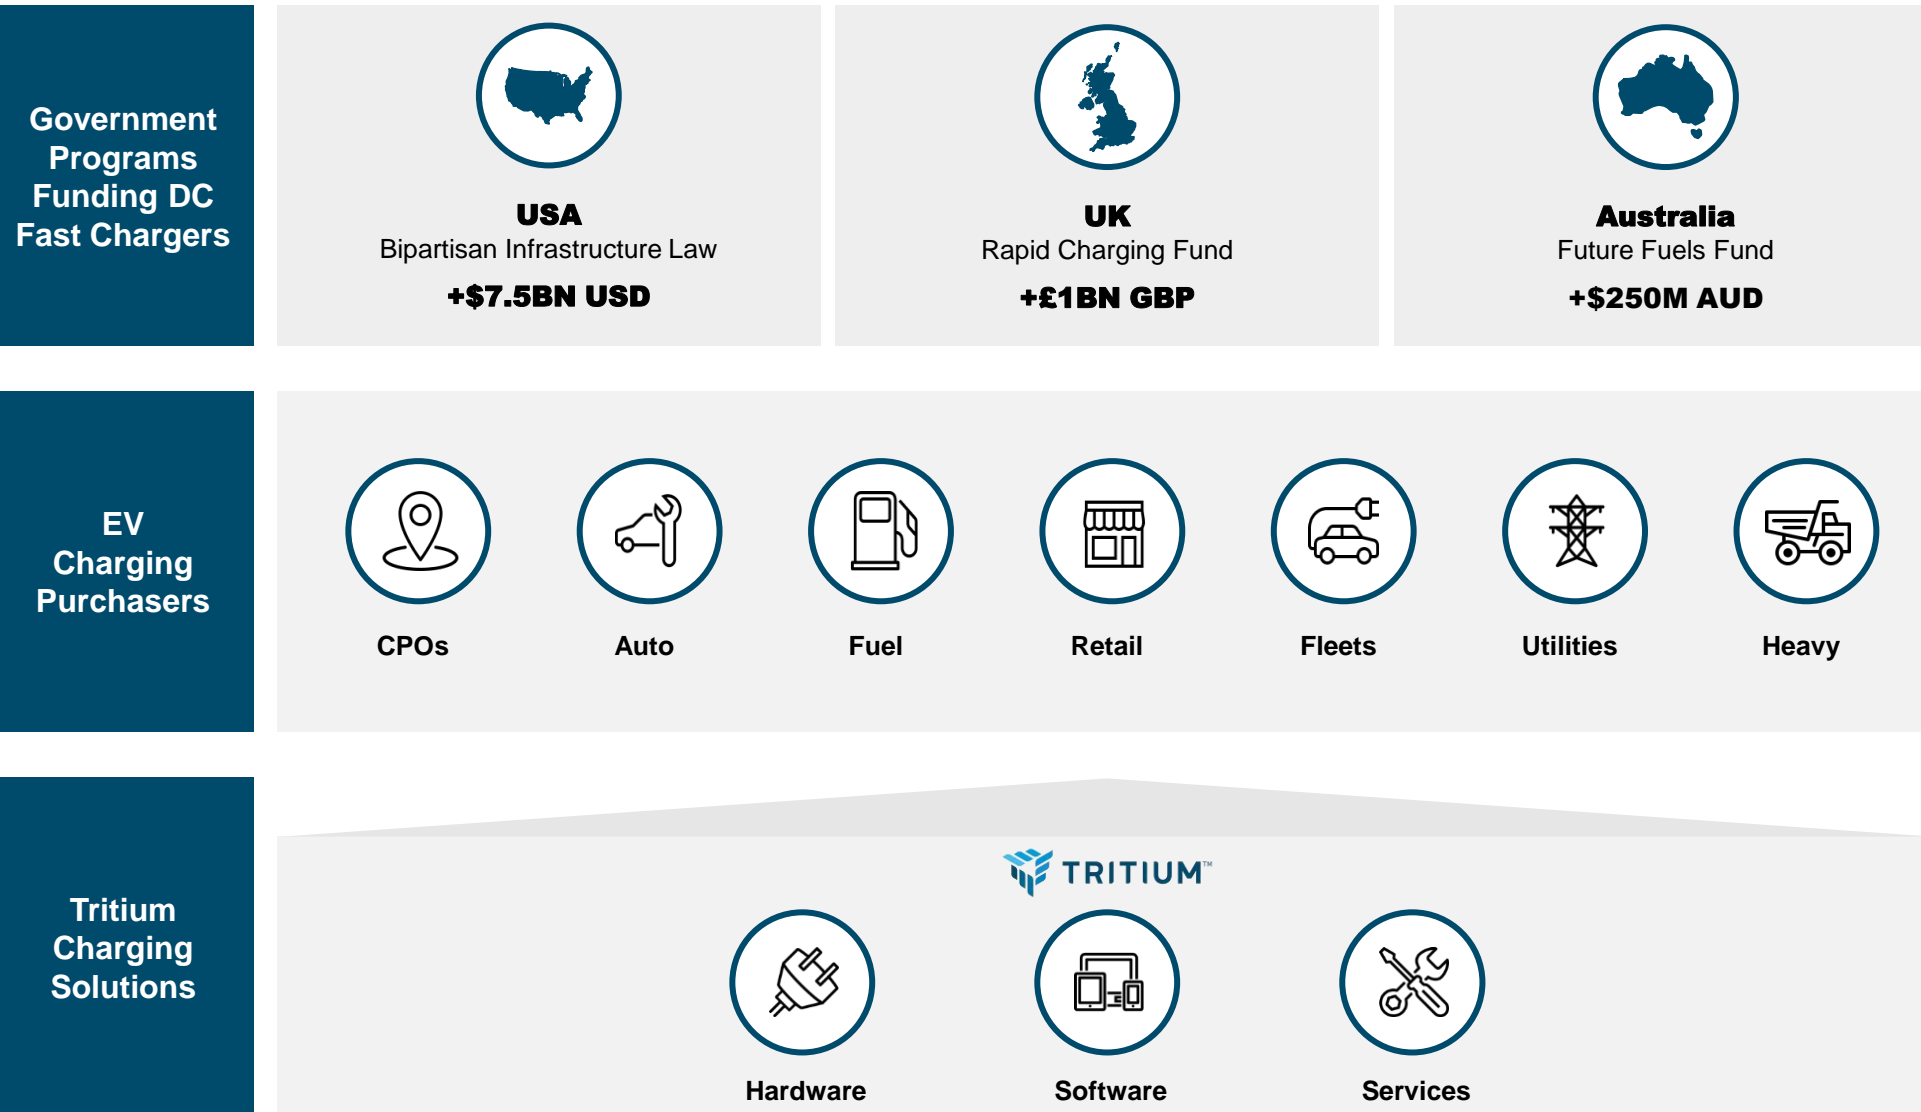 Government
Programs
Funding DC
Fast Chargers
USA
Bipartisan Infrastructure Law
+$7.5BN USD
UK
Rapid Charging Fund
+£1BN GBP
Australia
Future Fuels Fund
+$250M AUD
EV
Charging
Purchasers
CPOs
Auto
Fuel
Retail
Fleets
Utilities
Heavy
Tritium
Charging
Solutions
TRITIUM™
Hardware
Software
Services